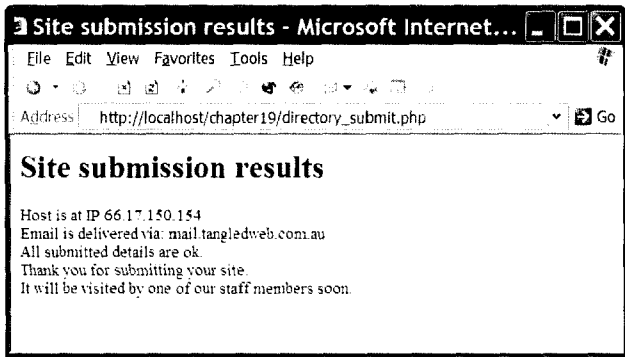 Site submission results - Microsoft Internet...
File Edit View Favorites Tools Help
Address http://localhost/chapter19/directory_submit.php Go
Site submission results
Host is at IP 66.17.150.154
Email is delivered via: mail.tangledweb.com.au
All submitted details are ok.
Thank you for submitting your site.
It will be visited by one of our staff members soon.